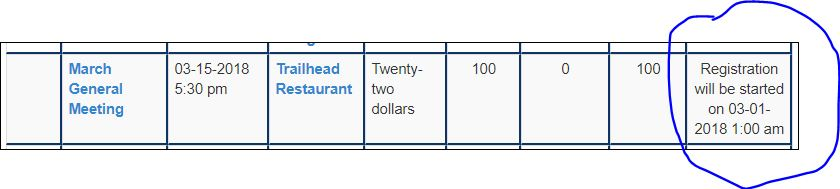 March General Meeting
03-15-2018 5:30 pm
Trailhead Restaurant
Twenty-two dollars
100
0
100
Registration will be started on 03-01-2018 1:00 am